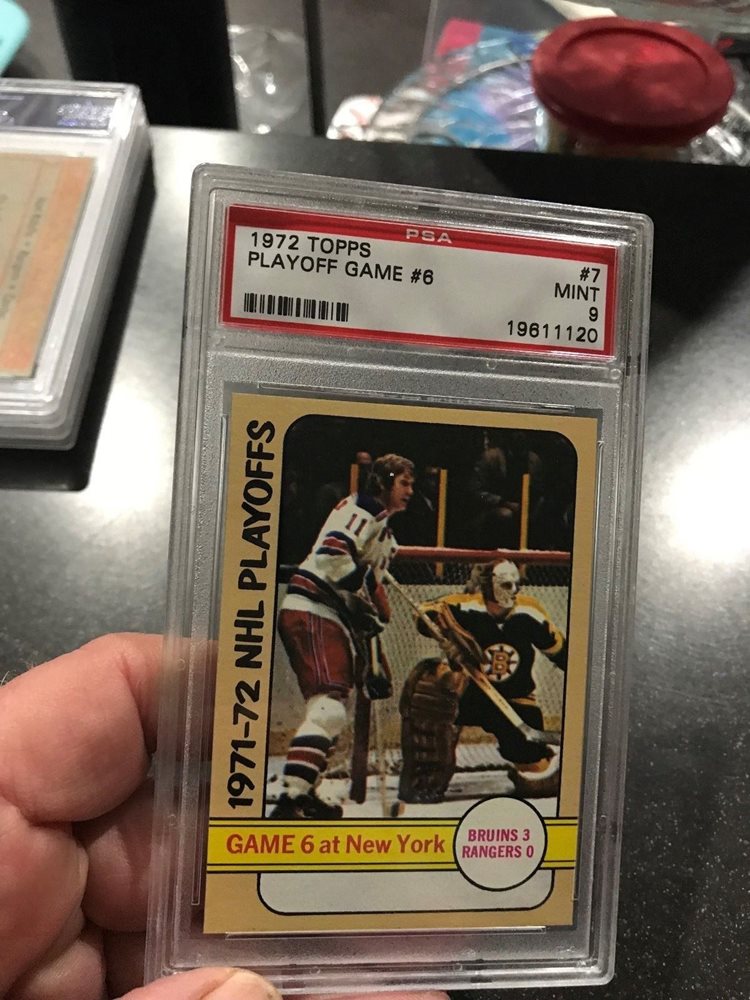 PSA
1972 TOPPS #7
PLAYOFF GAME #6 MINT
9
19611120
1971-72 NHL PLAYOFFS
11
B
GAME 6 at New York
BRUINS 3
RANGERS 0